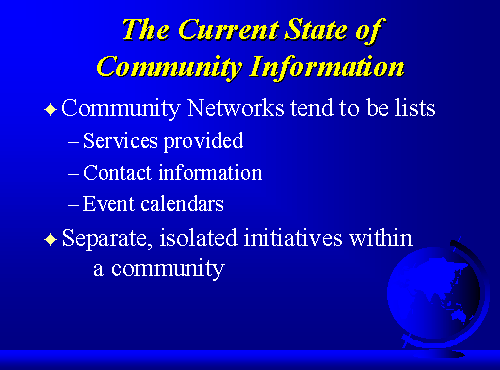 The Current State of
Community Information
Community Networks tend to be lists
– Services provided
– Contact information
– Event calendars
Separate, isolated initiatives within
a community